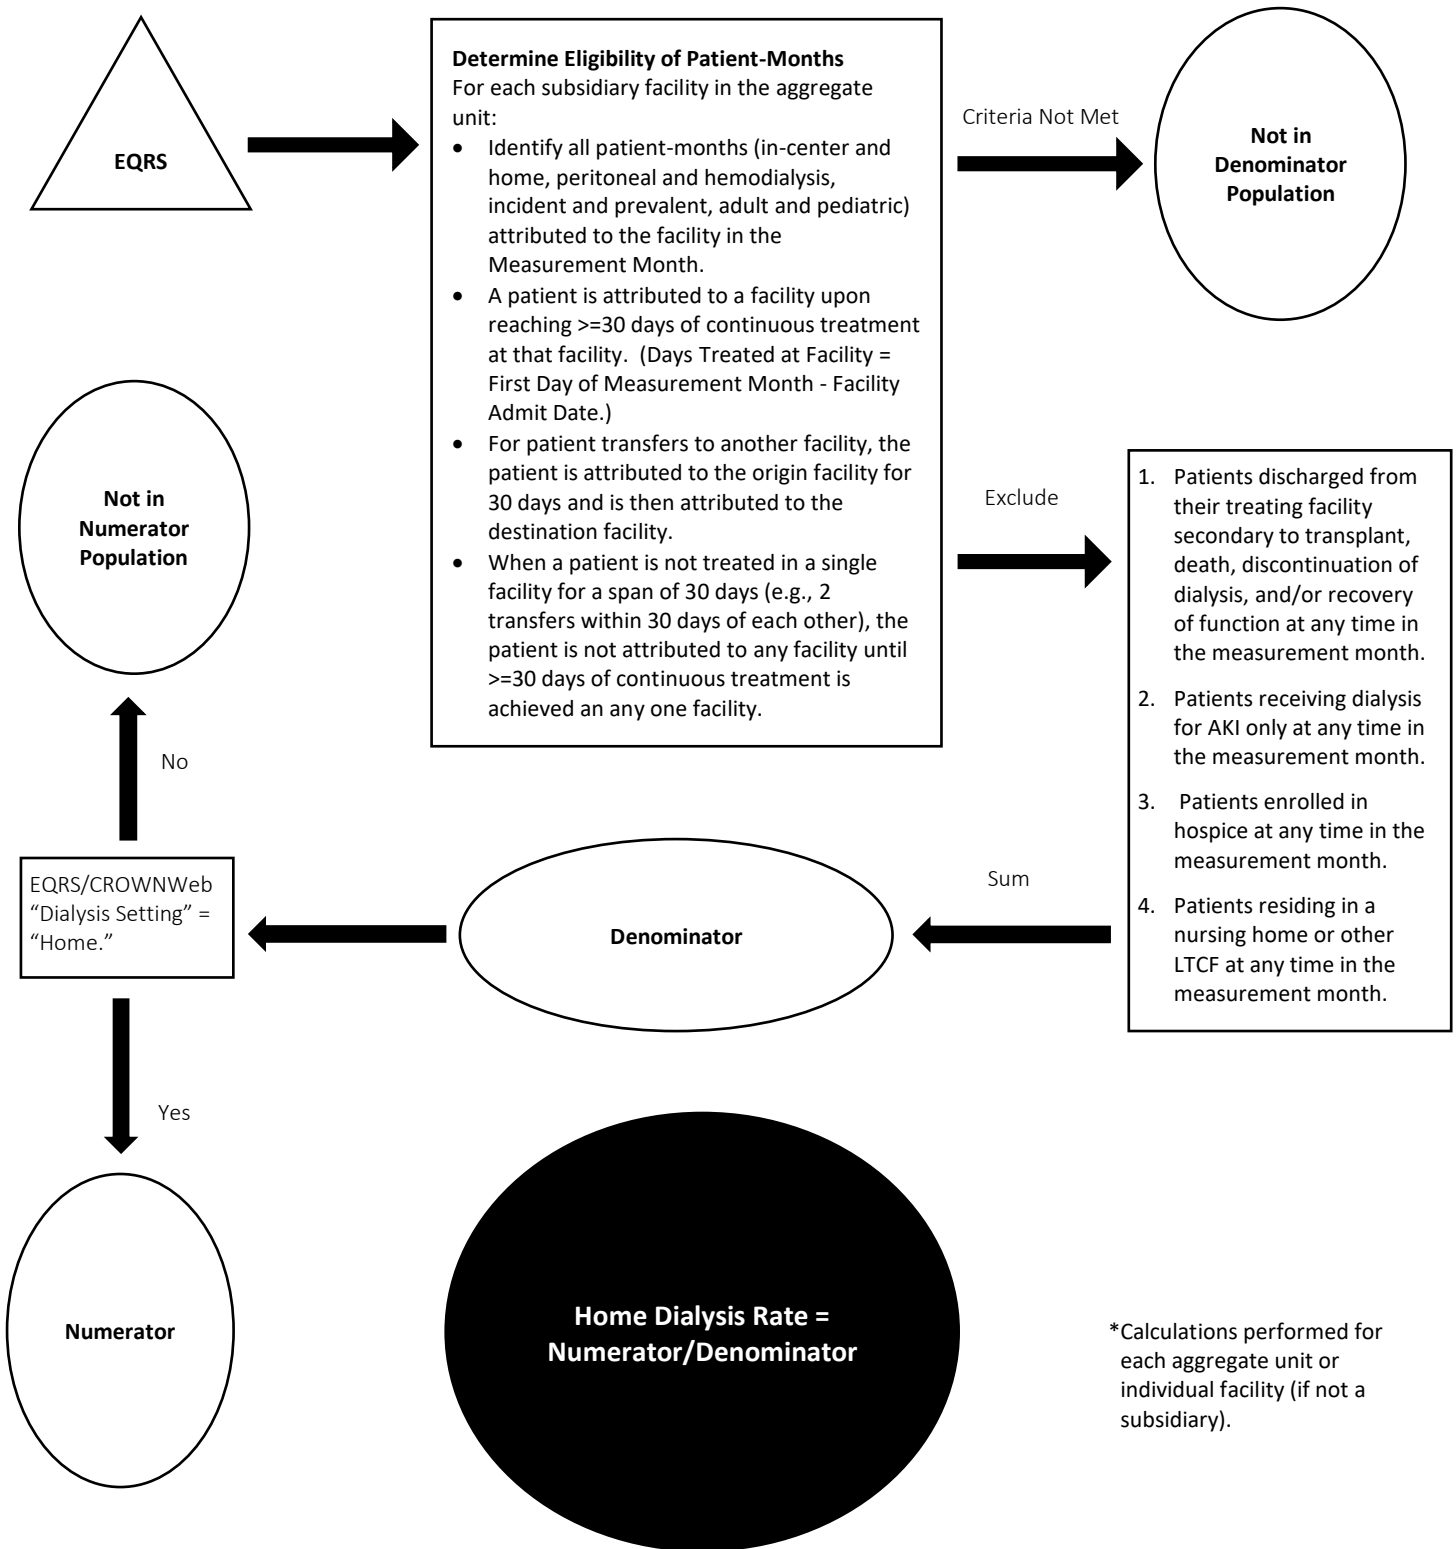 EQRS
Determine Eligibility of Patient-Months
For each subsidiary facility in the aggregate
unit:
• Identify all patient-months (in-center and
home, peritoneal and hemodialysis,
incident and prevalent, adult and pediatric)
attributed to the facility in the
Measurement Month.
• A patient is attributed to a facility upon
reaching >=30 days of continuous treatment
at that facility.  (Days Treated at Facility =
First Day of Measurement Month - Facility
Admit Date.)
• For patient transfers to another facility, the
patient is attributed to the origin facility for
30 days and is then attributed to the
destination facility.
• When a patient is not treated in a single
facility for a span of 30 days (e.g., 2
transfers within 30 days of each other), the
patient is not attributed to any facility until
>=30 days of continuous treatment is
achieved an any one facility.
Criteria Not Met
Not in
Denominator
Population
Exclude
1. Patients discharged from
their treating facility
secondary to transplant,
death, discontinuation of
dialysis, and/or recovery
of function at any time in
the measurement month.
2. Patients receiving dialysis
for AKI only at any time in
the measurement month.
3. Patients enrolled in
hospice at any time in the
measurement month.
4. Patients residing in a
nursing home or other
LTCF at any time in the
measurement month.
Sum
Denominator
EQRS/CROWNWeb
“Dialysis Setting” =
“Home.”
No
Not in
Numerator
Population
Yes
Numerator
Home Dialysis Rate =
Numerator/Denominator
*Calculations performed for
each aggregate unit or
individual facility (if not a
subsidiary).